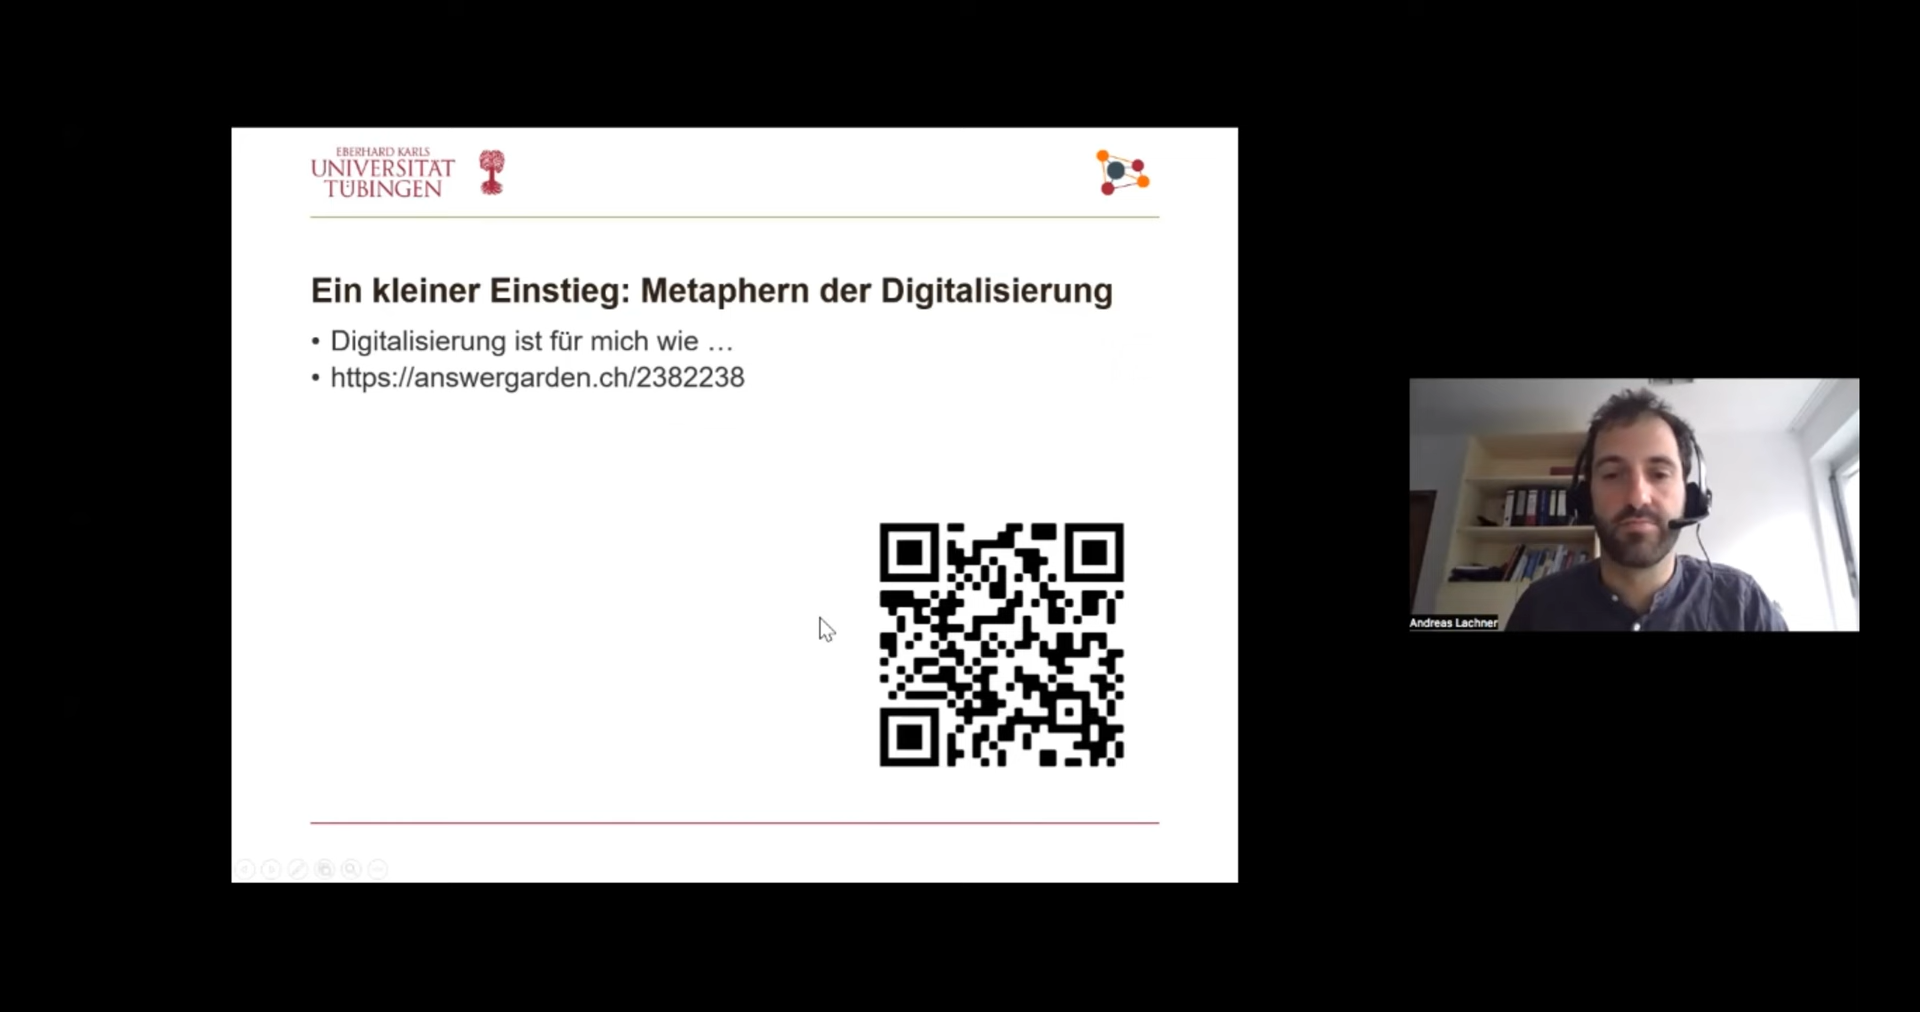 EBERHARD KARLS
UNIVERSITÄT
TÜBINGEN
Ein kleiner Einstieg: Metaphern der Digitalisierung
• Digitalisierung ist für mich wie …
• https://answergarden.ch/2382238
Andreas Lachner